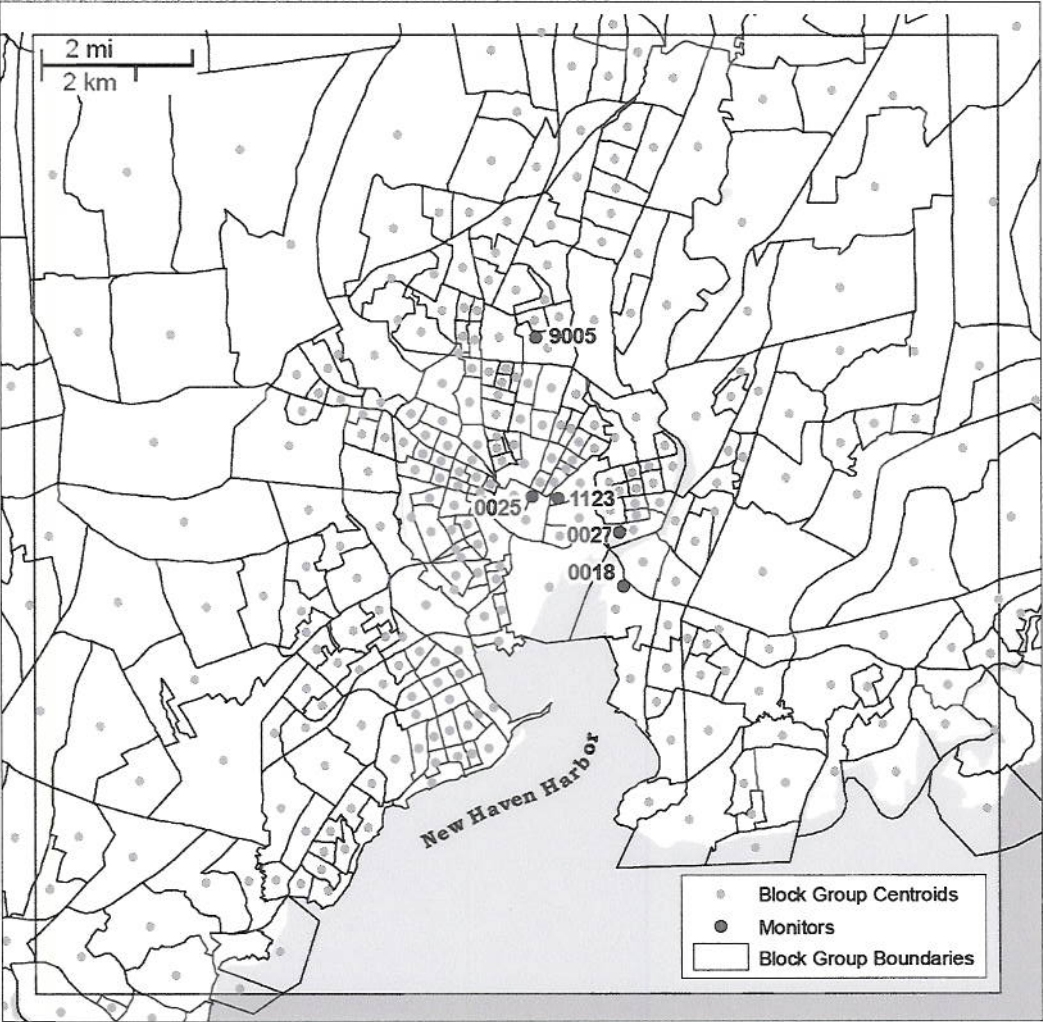 2 mi
2 km
9005
0025
1123
0027
0018
New Haven Harbor
Block Group Centroids
Monitors
Block Group Boundaries